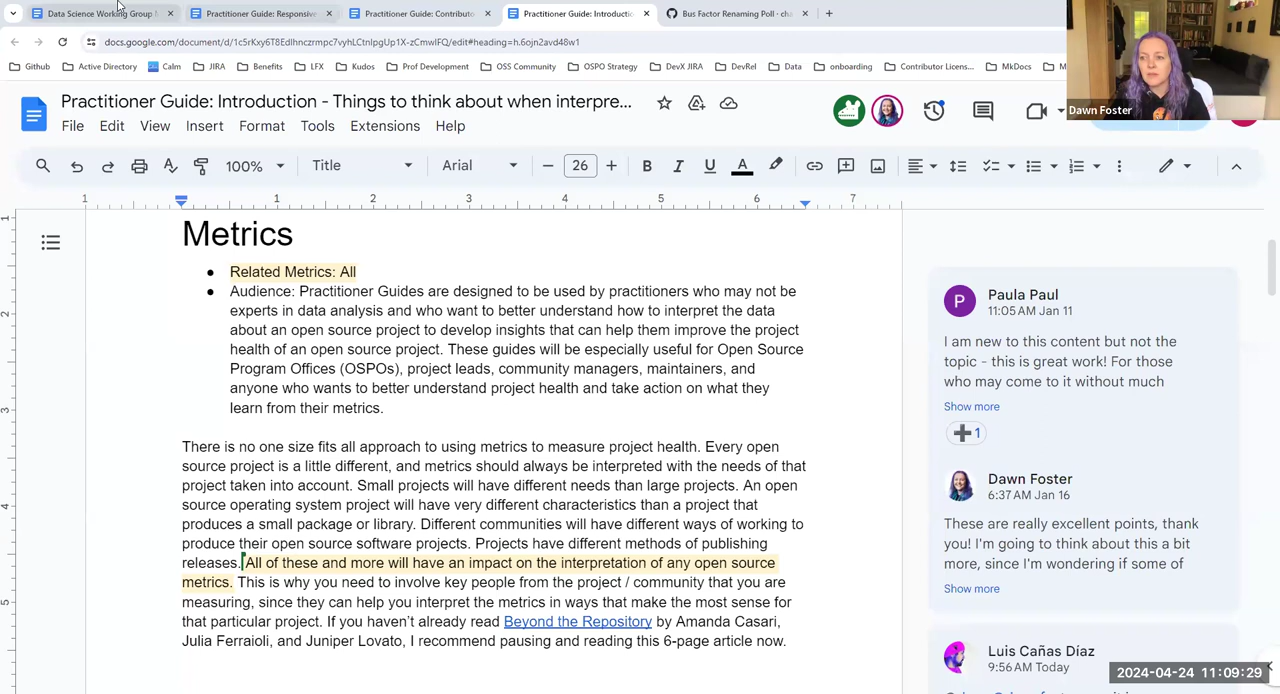 Data Science Working Group M
Practitioner Guide: Responsive
Practitioner Guide: Contributo
Practitioner Guide: Introductio
Bus Factor Renaming Poll - cha
docs.google.com/document/d/1c5rKxy6T8EdIhnczrmpc7vyhLCtnlpgUp1X-zCmwlFQ/edit#heading=h.6ojn2avd48w1
Github
Active Directory
Calm
JIRA
Benefits
LFX
Kudos
Prof Development
OSS Community
OSPO Strategy
DevX JIRA
DevRel
Data
onboarding
Contributor Licens...
MkDocs
M
Dawn Foster
Practitioner Guide: Introduction - Things to think about when interpre...
File Edit View Insert Format Tools Extensions Help
100% Title Arial 26 B I U A
1 1 2 3 4 5 6 7
1
2
3
4
5
Metrics
● Related Metrics: All
● Audience: Practitioner Guides are designed to be used by practitioners who may not be
experts in data analysis and who want to better understand how to interpret the data
about an open source project to develop insights that can help them improve the project
health of an open source project. These guides will be especially useful for Open Source
Program Offices (OSPOs), project leads, community managers, maintainers, and
anyone who wants to better understand project health and take action on what they
learn from their metrics.
There is no one size fits all approach to using metrics to measure project health. Every open
source project is a little different, and metrics should always be interpreted with the needs of that
project taken into account. Small projects will have different needs than large projects. An open
source operating system project will have very different characteristics than a project that
produces a small package or library. Different communities will have different ways of working to
produce their open source software projects. Projects have different methods of publishing
releases. All of these and more will have an impact on the interpretation of any open source
metrics. This is why you need to involve key people from the project / community that you are
measuring, since they can help you interpret the metrics in ways that make the most sense for
that particular project. If you haven't already read Beyond the Repository by Amanda Casari,
Julia Ferraioli, and Juniper Lovato, I recommend pausing and reading this 6-page article now.
P
Paula Paul
11:05 AM Jan 11
I am new to this content but not the
topic - this is great work! For those
who may come to it without much
Show more
1
Dawn Foster
6:37 AM Jan 16
These are really excellent points, thank
you! I'm going to think about this a bit
more, since I'm wondering if some of
Show more
Luis Cañas Díaz
9:56 AM Today
2024-04-24 11:09:29